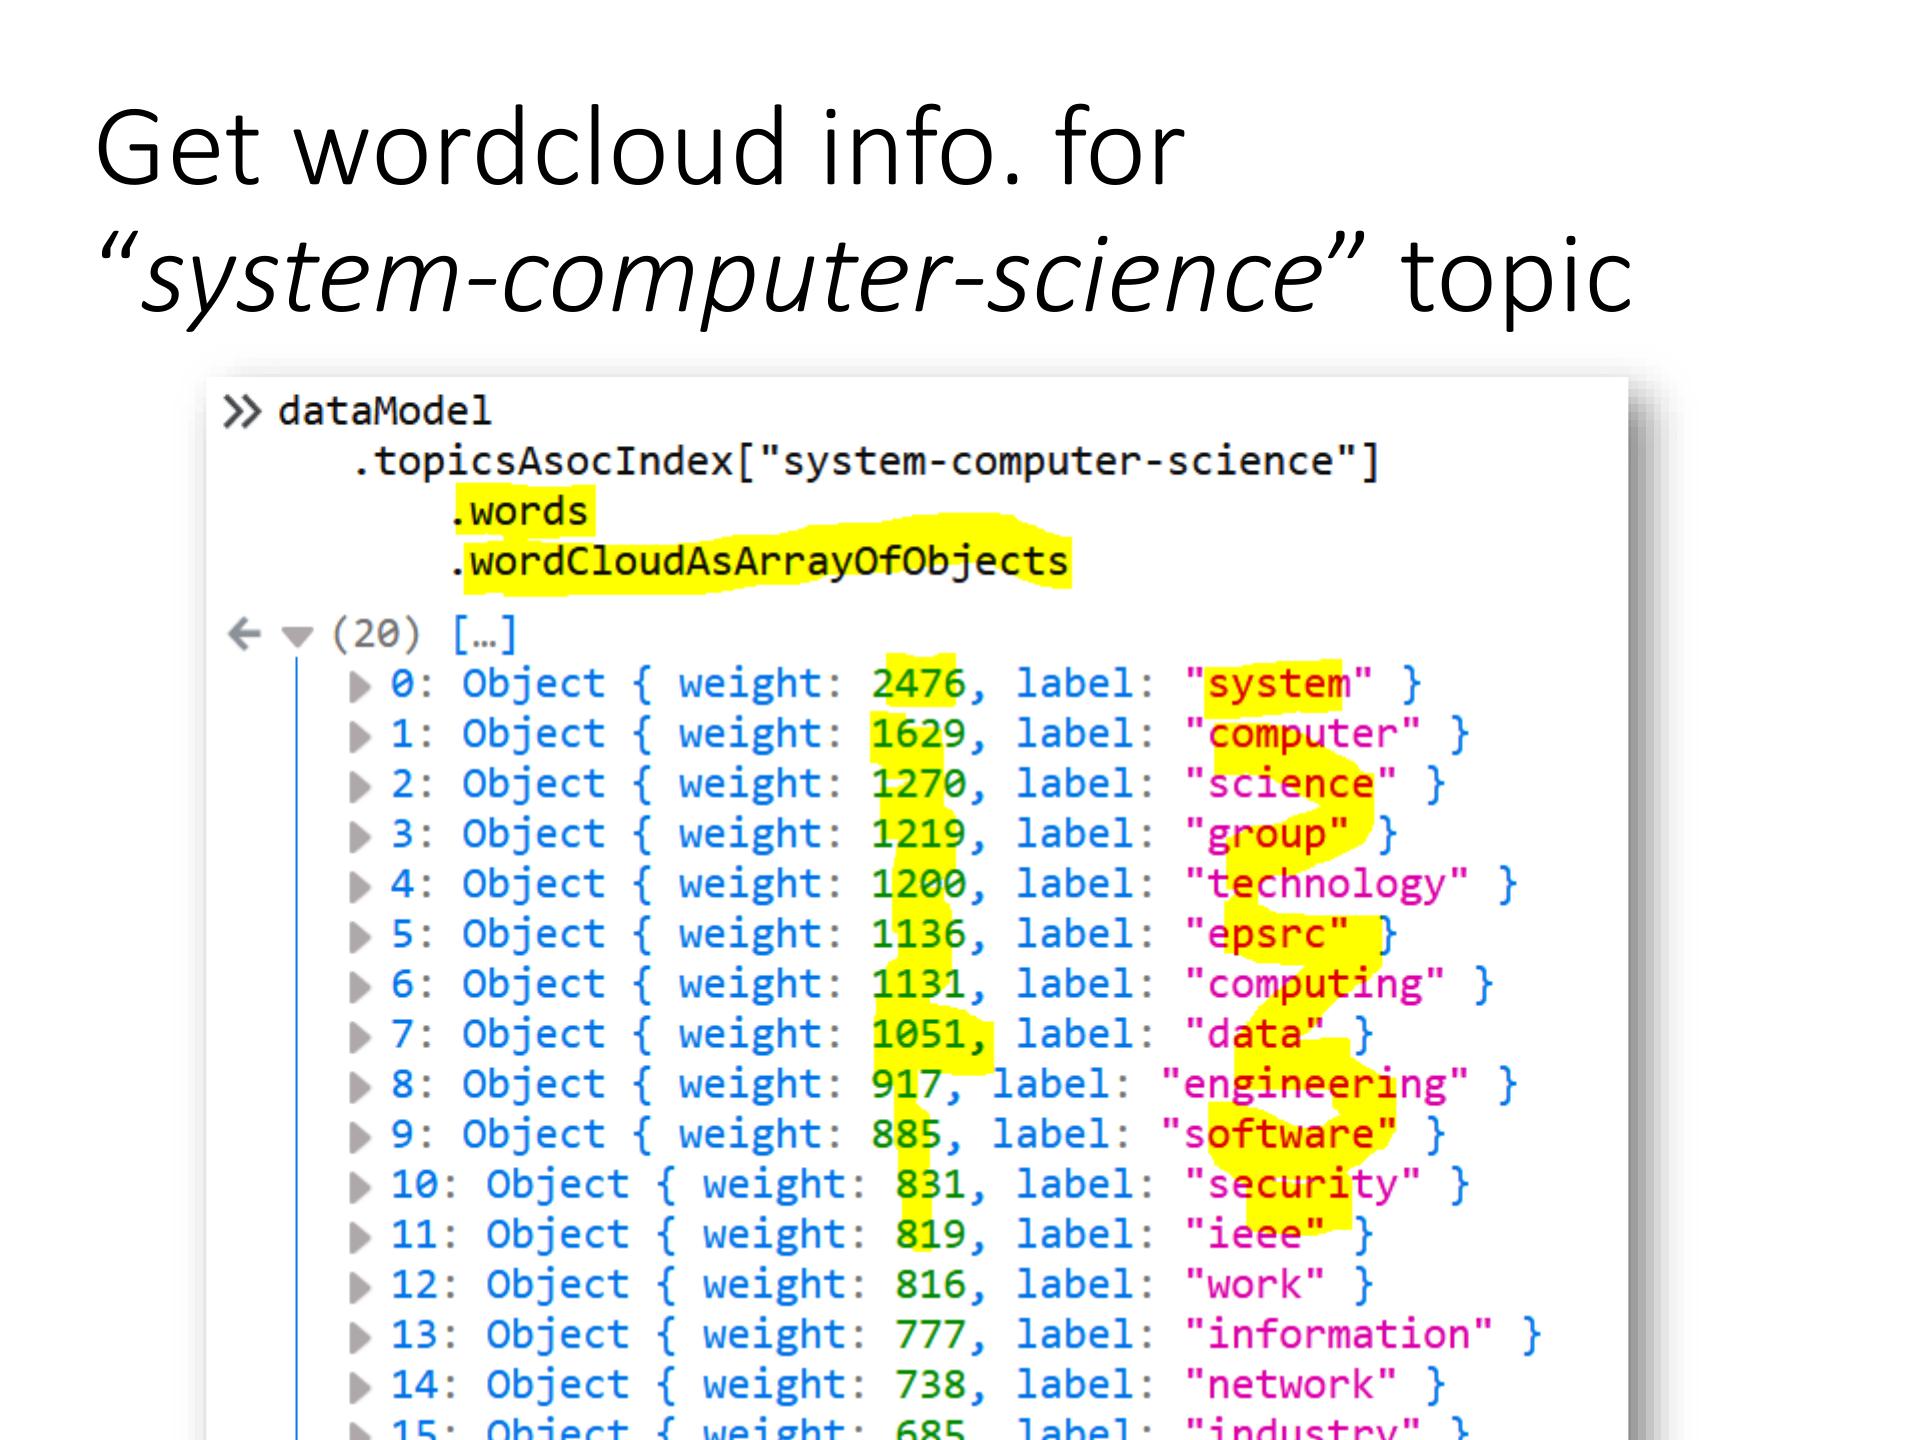 Get wordcloud info. for
“system-computer-science” topic
dataModel
.topicsAsocIndex["system-computer-science"]
.words
.wordCloudAsArrayOfObjects
(20) […]
0: Object { weight: 2476, label: "system" }
1: Object { weight: 1629, label: "computer" }
2: Object { weight: 1270, label: "science" }
3: Object { weight: 1219, label: "group" }
4: Object { weight: 1200, label: "technology" }
5: Object { weight: 1136, label: "epsrc" }
6: Object { weight: 1131, label: "computing" }
7: Object { weight: 1051, label: "data" }
8: Object { weight: 917, label: "engineering" }
9: Object { weight: 885, label: "software" }
10: Object { weight: 831, label: "security" }
11: Object { weight: 819, label: "ieee" }
12: Object { weight: 816, label: "work" }
13: Object { weight: 777, label: "information" }
14: Object { weight: 738, label: "network" }
15: Object { weight: 685, label: "industry" }